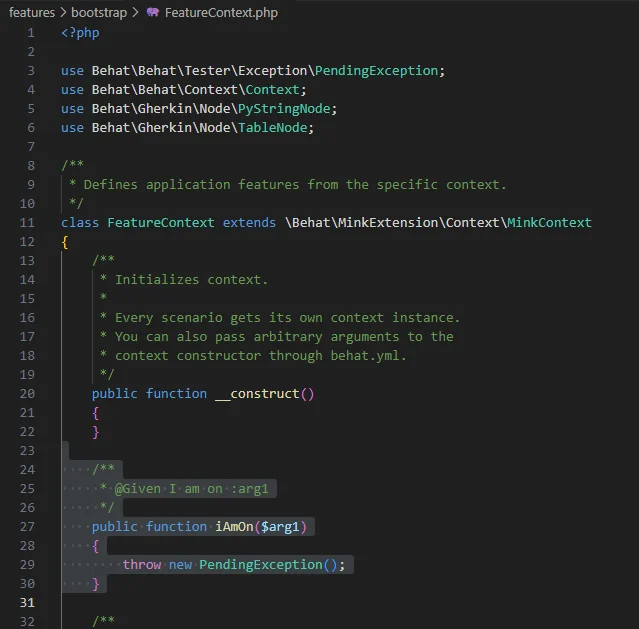 features > bootstrap > FeatureContext.php
1 <?php
2
3 use Behat\Behat\Tester\Exception\PendingException;
4 use Behat\Behat\Context\Context;
5 use Behat\Gherkin\Node\PyStringNode;
6 use Behat\Gherkin\Node\TableNode;
7
8 /**
9  * Defines application features from the specific context.
10  */
11 class FeatureContext extends \Behat\MinkExtension\Context\MinkContext
12 {
13     /**
14      * Initializes context.
15      *
16      * Every scenario gets its own context instance.
17      * You can also pass arbitrary arguments to the
18      * context constructor through behat.yml.
19      */
20     public function __construct()
21     {
22     }
23
24     /**
25      * @Given I am on :arg1
26      */
27     public function iAmOn($arg1)
28     {
29         throw new PendingException();
30     }
31
32     /**